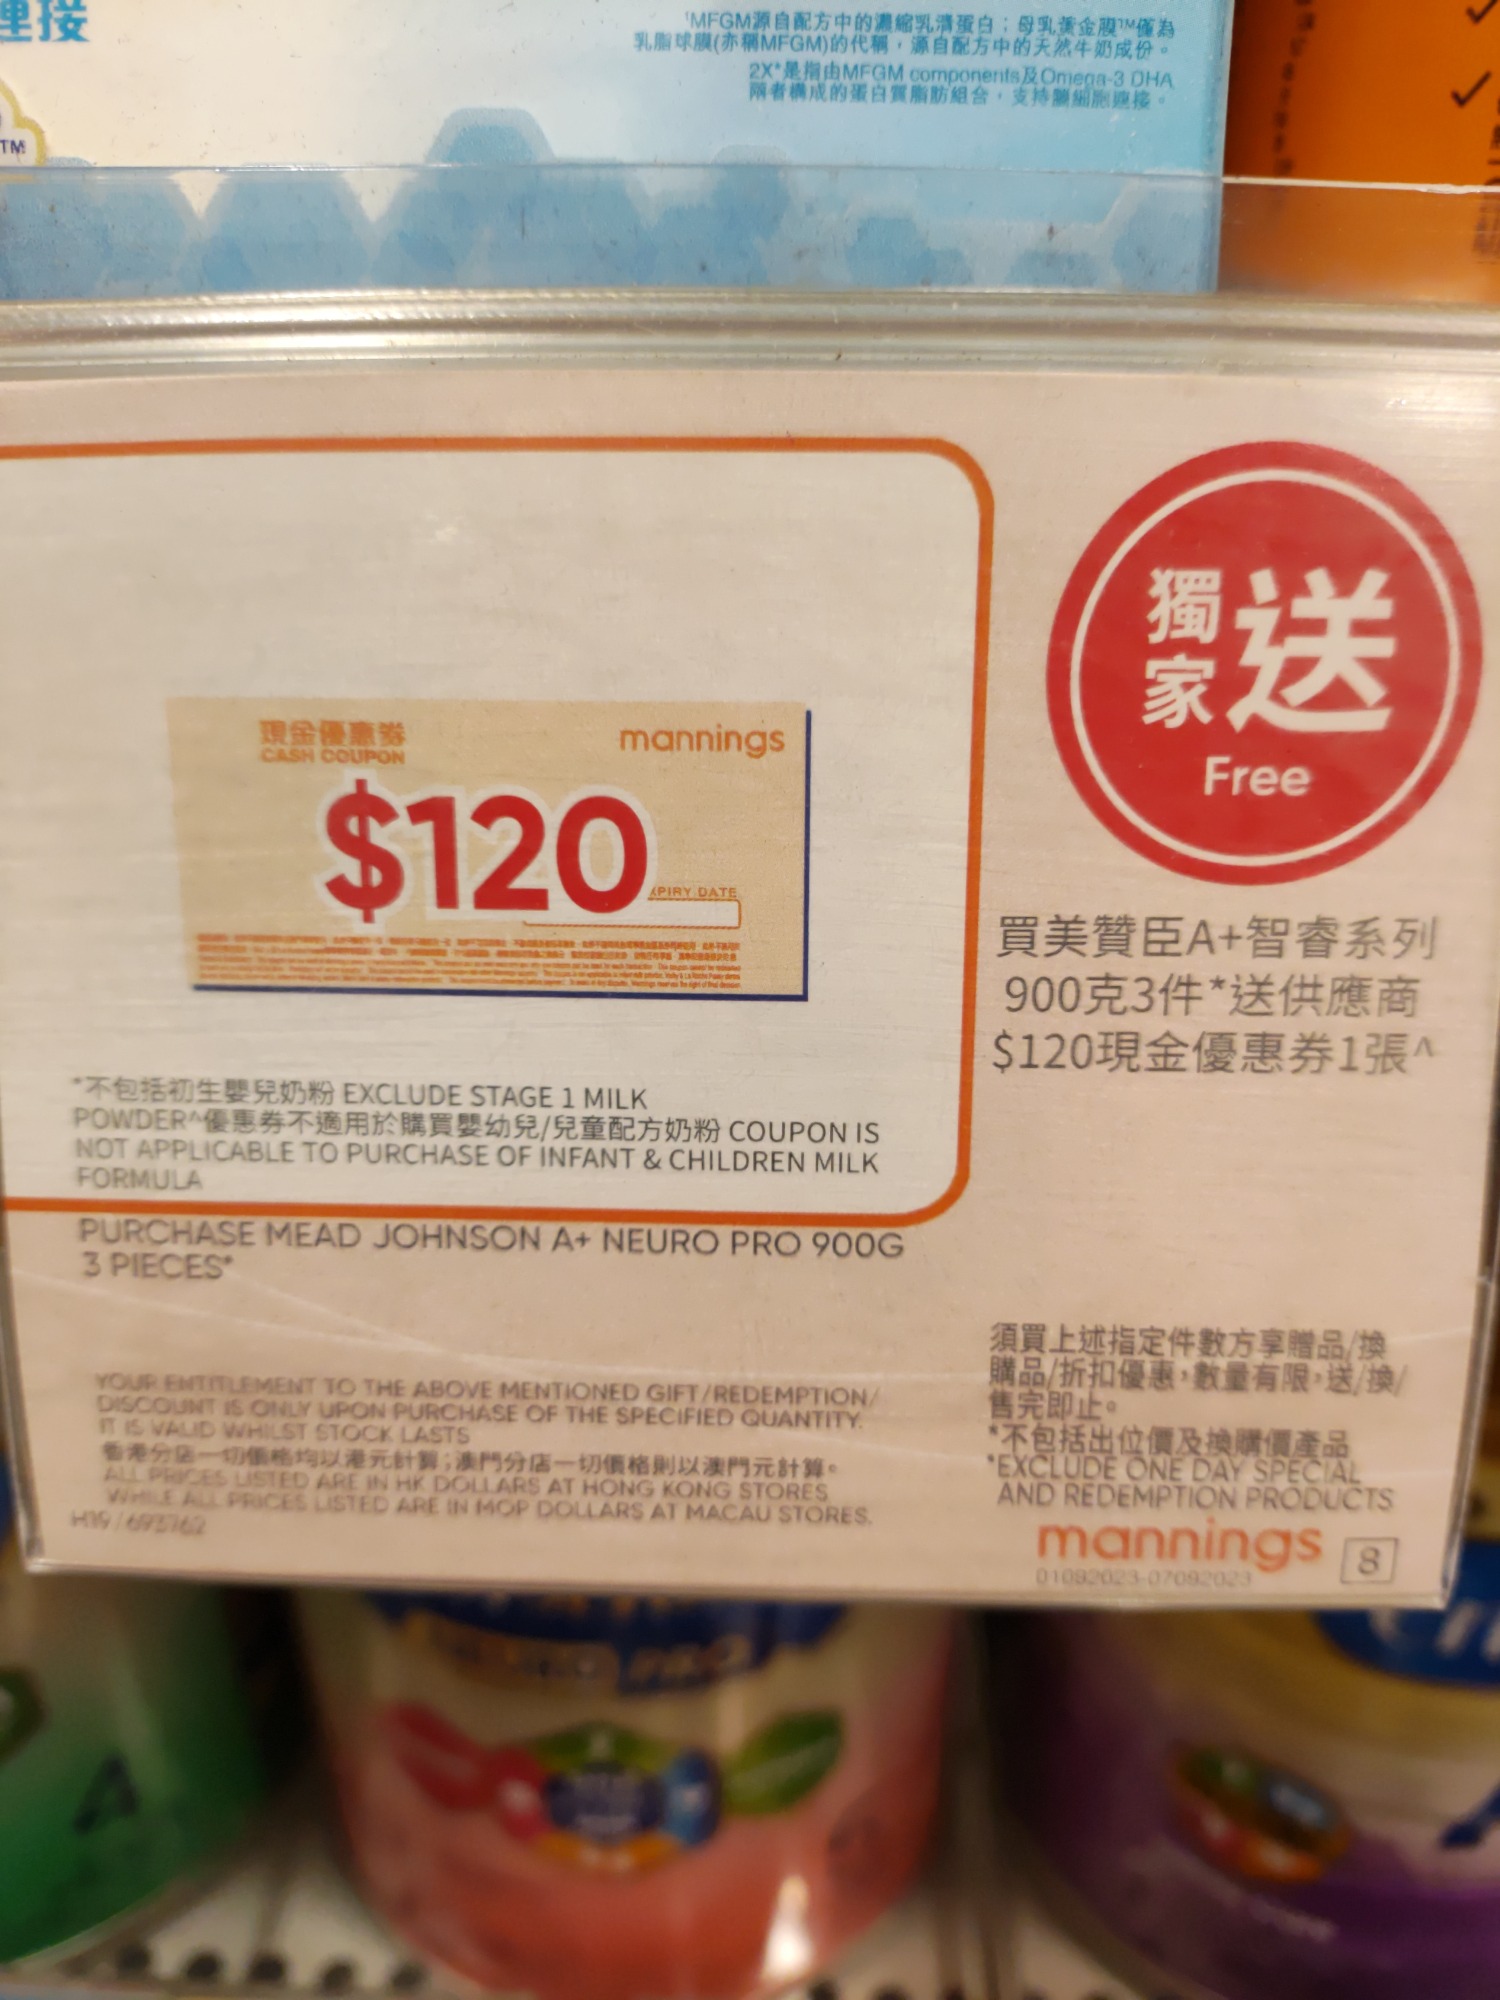 連接
TM
¹MFGM源自配方中的濃縮乳清蛋白；母乳黃金膜™僅為
乳脂球膜(亦稱MFGM)的代稱，源自配方中的天然牛奶成份。
2X*是指由MFGM components及Omega-3 DHA
兩者構成的蛋白質脂肪組合，支持腦細胞連接。
現金優惠券
CASH COUPON
mannings
$120
XPIRY DATE
獨家
送
Free
買美贊臣A+智睿系列
900克3件*送供應商
$120現金優惠券1張^
*不包括初生嬰兒奶粉 EXCLUDE STAGE 1 MILK
POWDER^優惠券不適用於購買嬰幼兒/兒童配方奶粉 COUPON IS
NOT APPLICABLE TO PURCHASE OF INFANT & CHILDREN MILK
FORMULA
PURCHASE MEAD JOHNSON A+ NEURO PRO 900G
3 PIECES*
YOUR ENTITLEMENT TO THE ABOVE MENTIONED GIFT/REDEMPTION/
DISCOUNT IS ONLY UPON PURCHASE OF THE SPECIFIED QUANTITY.
IT IS VALID WHILST STOCK LASTS
香港分店一切價格均以港元計算；澳門分店一切價格則以澳門元計算。
ALL PRICES LISTED ARE IN HK DOLLARS AT HONG KONG STORES
WHILE ALL PRICES LISTED ARE IN MOP DOLLARS AT MACAU STORES.
H19/693762
須買上述指定件數方享贈品/換
購品/折扣優惠，數量有限，送/換/
售完即止。
*不包括出位價及換購價產品
*EXCLUDE ONE DAY SPECIAL
AND REDEMPTION PRODUCTS
mannings
8
01092023-07092023